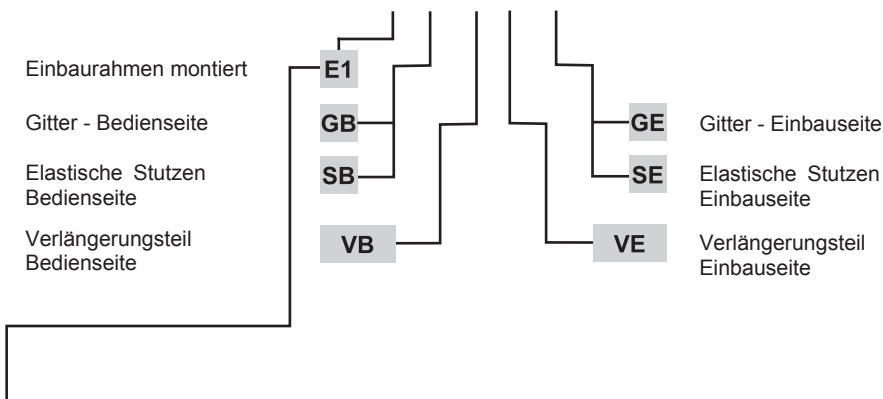 Einbaurahmen montiert
E1
Gitter - Bedienseite
GB
GE
Gitter - Einbauseite
Elastische Stutzen
Bedienseite
SB
SE
Elastische Stutzen
Einbauseite
Verlängerungsteil
Bedienseite
VB
VE
Verlängerungsteil
Einbauseite